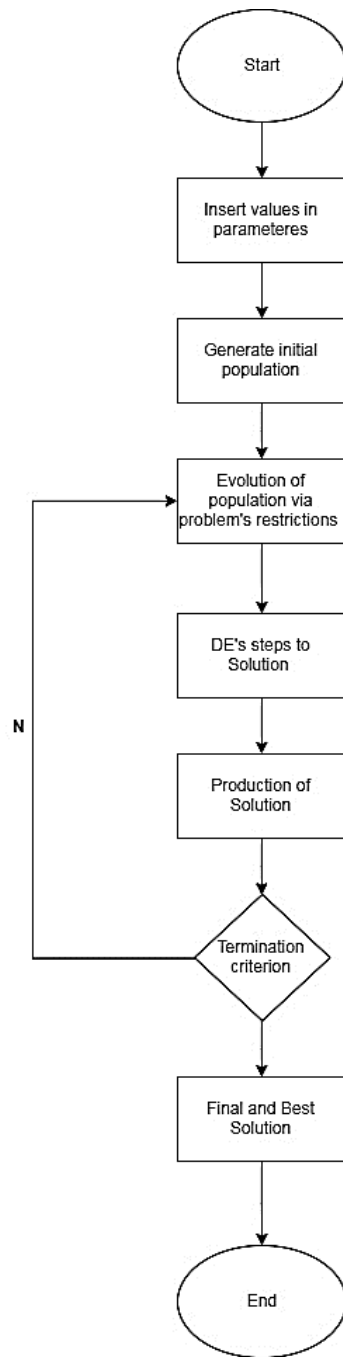 Start
Insert values in
parameteres
Generate initial
population
Evolution of
population via
problem's restrictions
DE's steps to
Solution
N
Production of
Solution
Termination
criterion
Final and Best
Solution
End